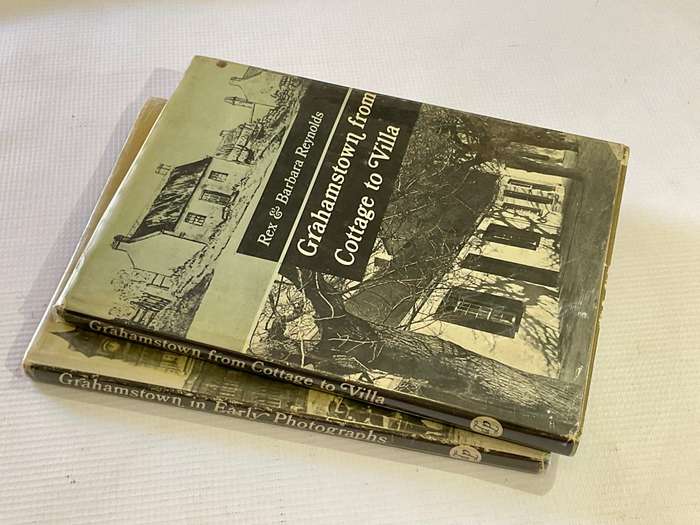 Rex & Barbara Reynolds
Grahamstown from
Cottage to Villa
Grahamstown from Cottage to Villa
Grahamstown in Early Photographs